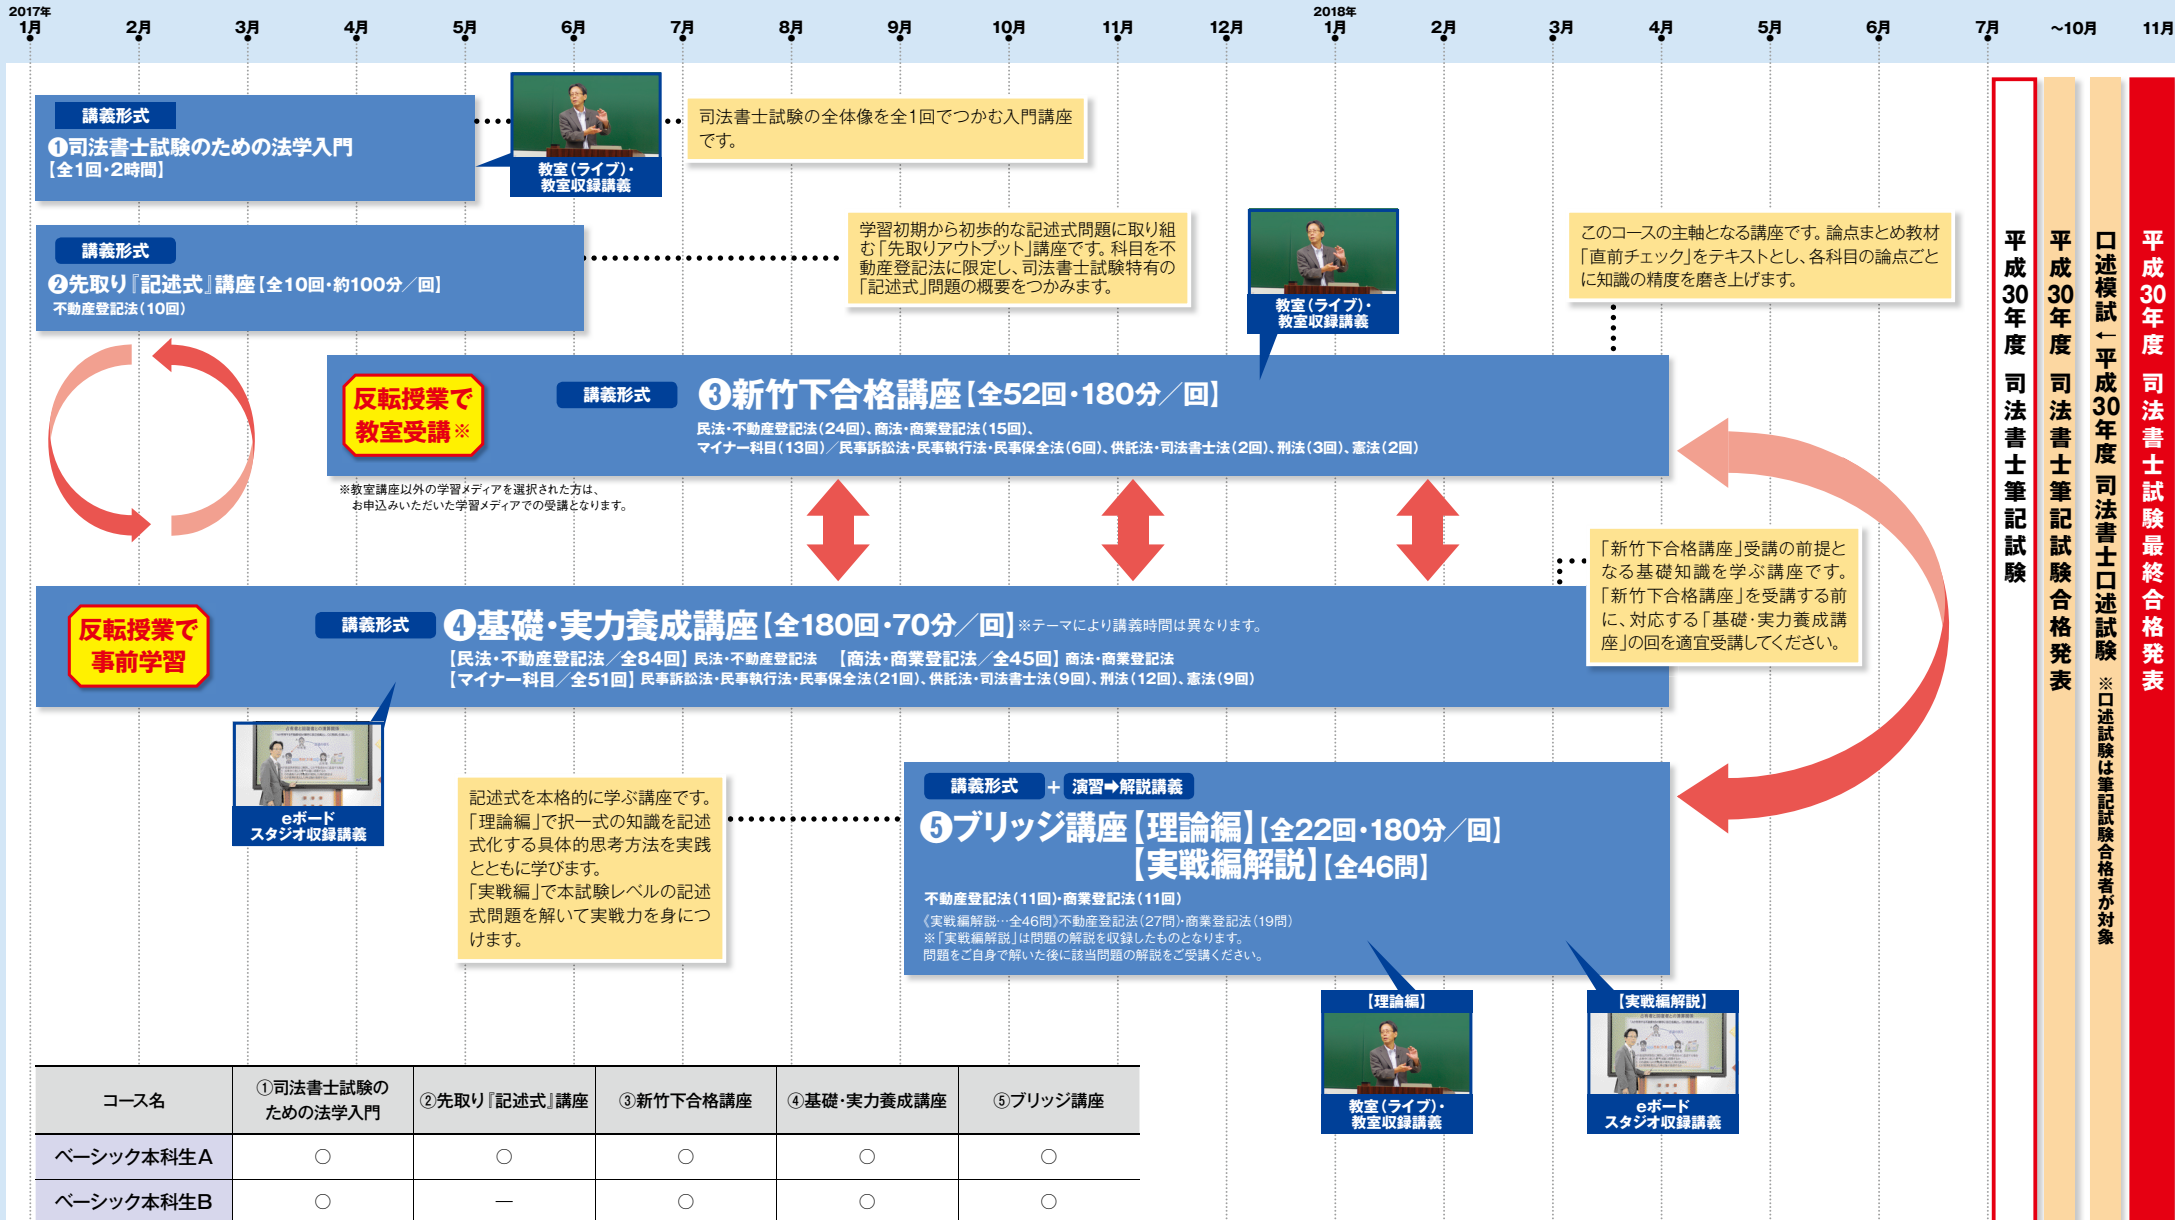 2017年
1月 2月 3月 4月 5月 6月 7月 8月 9月 10月 11月 12月
2018年
1月 2月 3月 4月 5月 6月 7月 ～10月 11月
講義形式
❶司法書士試験のための法学入門
【全1回・2時間】
教室（ライブ）・
教室収録講義
司法書士試験の全体像を全1回でつかむ入門講座
です。
講義形式
❷先取り『記述式』講座【全10回・約100分／回】
不動産登記法（10回）
学習初期から初歩的な記述式問題に取り組
む「先取りアウトプット」講座です。科目を不
動産登記法に限定し、司法書士試験特有の
「記述式」問題の概要をつかみます。
教室（ライブ）・
教室収録講義
このコースの主軸となる講座です。論点まとめ教材
「直前チェック」をテキストとし、各科目の論点ごと
に知識の精度を磨き上げます。
反転授業で
教室受講※
講義形式
❸新竹下合格講座【全52回・180分／回】
民法・不動産登記法（24回）、商法・商業登記法（15回）、
マイナー科目（13回）／民事訴訟法・民事執行法・民事保全法（6回）、供託法・司法書士法（2回）、刑法（3回）、憲法（2回）
※教室講座以外の学習メディアを選択された方は、
お申込みいただいた学習メディアでの受講となります。
「新竹下合格講座」受講の前提と
なる基礎知識を学ぶ講座です。
「新竹下合格講座」を受講する前
に、対応する「基礎・実力養成講
座」の回を適宜受講してください。
反転授業で
事前学習
講義形式
❹基礎・実力養成講座【全180回・70分／回】※テーマにより講義時間は異なります。
【民法・不動産登記法／全84回】民法・不動産登記法 【商法・商業登記法／全45回】商法・商業登記法
【マイナー科目／全51回】民事訴訟法・民事執行法・民事保全法（21回）、供託法・司法書士法（9回）、刑法（12回）、憲法（9回）
eボード
スタジオ収録講義
記述式を本格的に学ぶ講座です。
「理論編」で択一式の知識を記述
式化する具体的思考方法を実践
とともに学びます。
「実戦編」で本試験レベルの記述
式問題を解いて実戦力を身につ
けます。
講義形式 ＋ 演習➡解説講義
❺ブリッジ講座【理論編】【全22回・180分／回】
【実戦編解説】【全46問】
不動産登記法（11回）・商業登記法（11回）
《実戦編解説…全46問》不動産登記法（27問）・商業登記法（19問）
※「実戦編解説」は問題の解説を収録したものとなります。
問題をご自身で解いた後に該当問題の解説をご受講ください。
【理論編】
教室（ライブ）・
教室収録講義
【実戦編解説】
eボード
スタジオ収録講義
平成30年度 司法書士筆記試験
平成30年度 司法書士筆記試験合格発表
口述模試←平成30年度 司法書士口述試験 ※口述試験は筆記試験合格者が対象
平成30年度 司法書士試験最終合格発表
コース名 ①司法書士試験の
ための法学入門 ②先取り『記述式』講座 ③新竹下合格講座 ④基礎・実力養成講座 ⑤ブリッジ講座
ベーシック本科生A ○ ○ ○ ○ ○
ベーシック本科生B ○ — ○ ○ ○